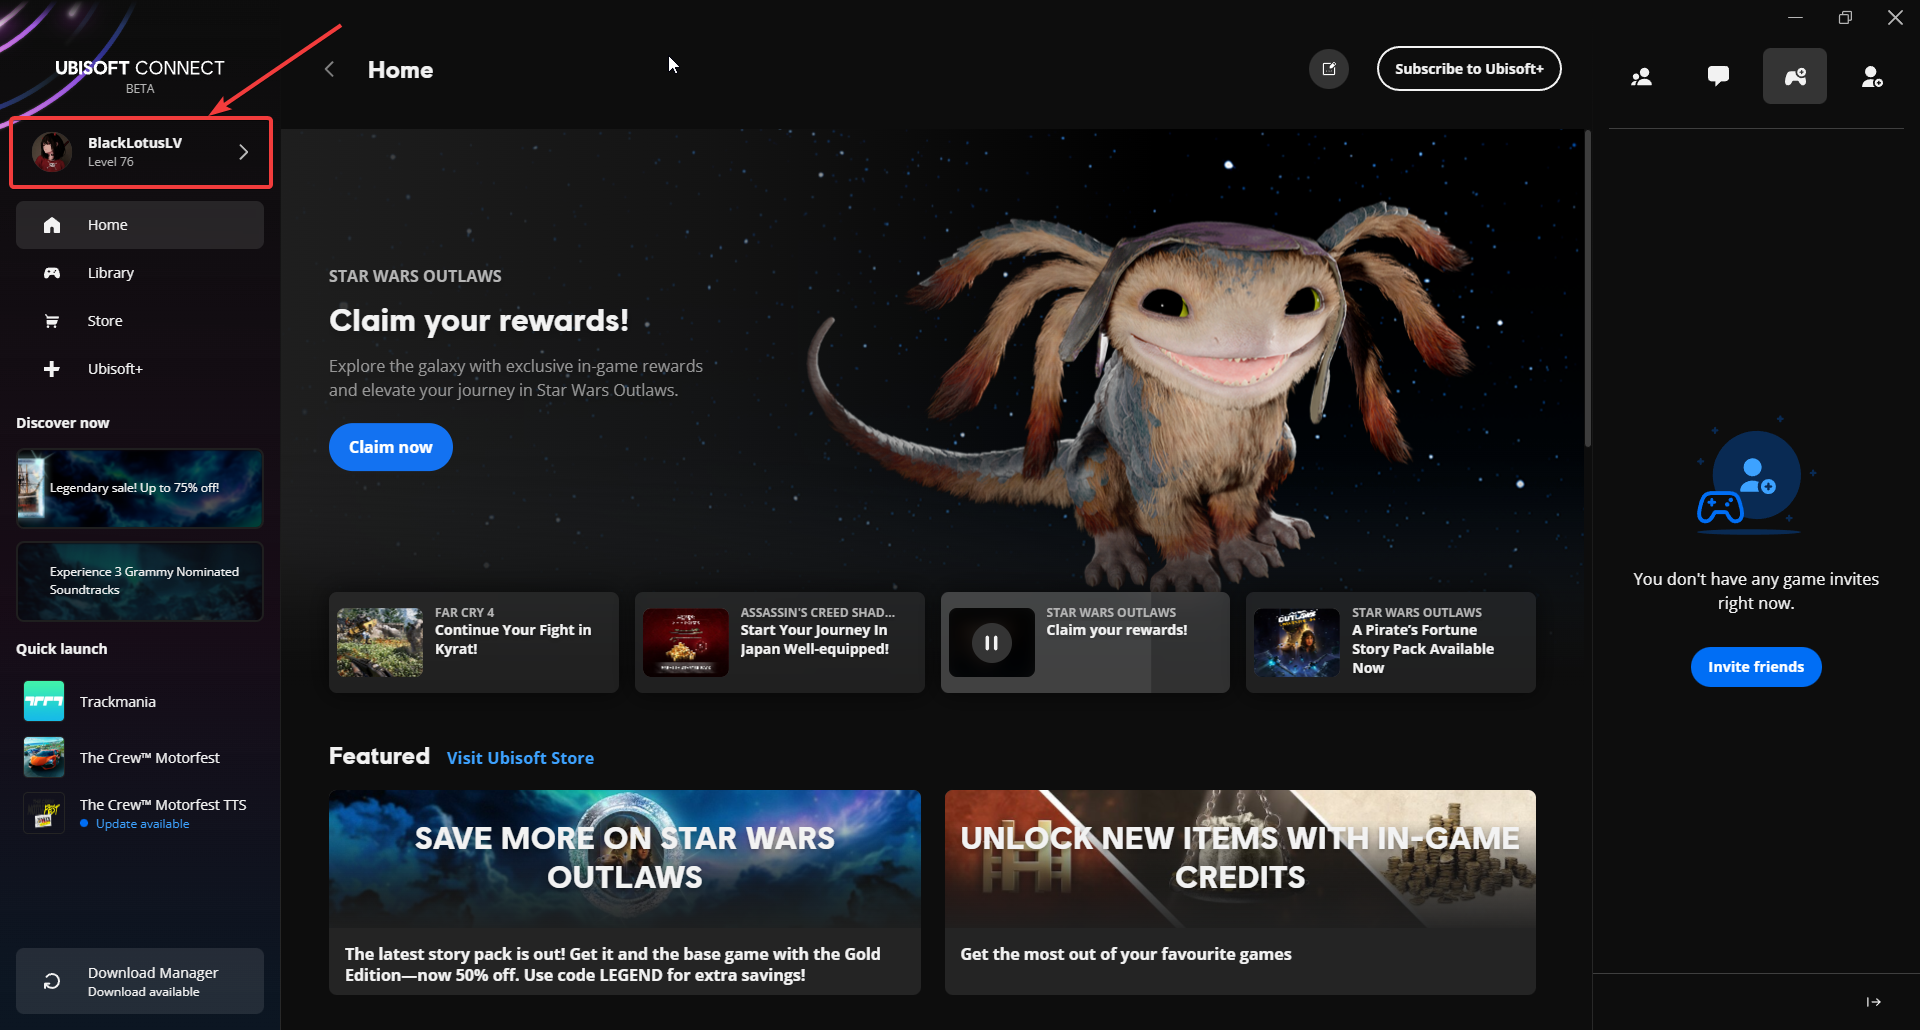 UBISOFT CONNECT
BETA
BlackLotusLV
Level 76
Home
Library
Store
Ubisoft+
Discover now
Legendary sale! Up to 75% off!
Experience 3 Grammy Nominated
Soundtracks
Quick launch
Trackmania
The Crew™ Motorfest
The Crew™ Motorfest TTS
Update available
Download Manager
Download available
Home
Subscribe to Ubisoft+
STAR WARS OUTLAWS
Claim your rewards!
Explore the galaxy with exclusive in-game rewards
and elevate your journey in Star Wars Outlaws.
Claim now
FAR CRY 4
Continue Your Fight in
Kyrat!
ASSASSIN'S CREED SHAD...
Start Your Journey In
Japan Well-equipped!
STAR WARS OUTLAWS
Claim your rewards!
STAR WARS OUTLAWS
A Pirate's Fortune
Story Pack Available
Now
Featured
Visit Ubisoft Store
SAVE MORE ON STAR WARS
OUTLAWS
The latest story pack is out! Get it and the base game with the Gold
Edition—now 50% off. Use code LEGEND for extra savings!
UNLOCK NEW ITEMS WITH IN-GAME
CREDITS
Get the most out of your favourite games
You don't have any game invites
right now.
Invite friends